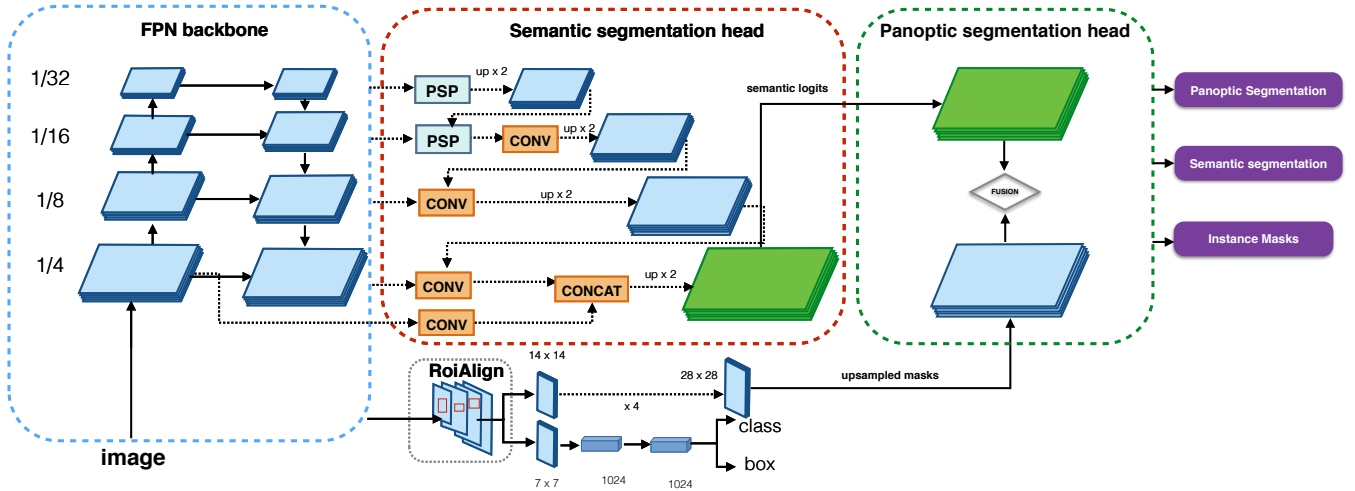 FPN backbone
Semantic segmentation head
Panoptic segmentation head
1/32
1/16
1/8
1/4
PSP
up x 2
PSP
CONV
up x 2
CONV
up x 2
CONV
CONCAT
up x 2
CONV
semantic logits
FUSION
Panoptic Segmentation
Semantic segmentation
Instance Masks
image
RoiAlign
14 x 14
28 x 28
x 4
upsampled masks
class
box
7 x 7
1024
1024